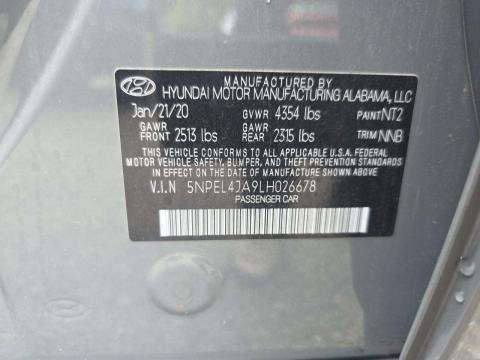 MANUFACTURED BY
HYUNDAI MOTOR MANUFACTURING ALABAMA, LLC
Jan/21/20 GVWR 4354 lbs PAINT NT2
GAWR FRONT 2513 lbs GAWR REAR 2315 lbs TRIM NNB
THIS VEHICLE CONFORMS TO ALL APPLICABLE U.S.A. FEDERAL
MOTOR VEHICLE SAFETY, BUMPER, AND THEFT PREVENTION
STANDARDS IN EFFECT ON THE DATE OF MANUFACTURE
SHOWN ABOVE.
V.I.N 5NPEL4JA9LH026678
PASSENGER CAR